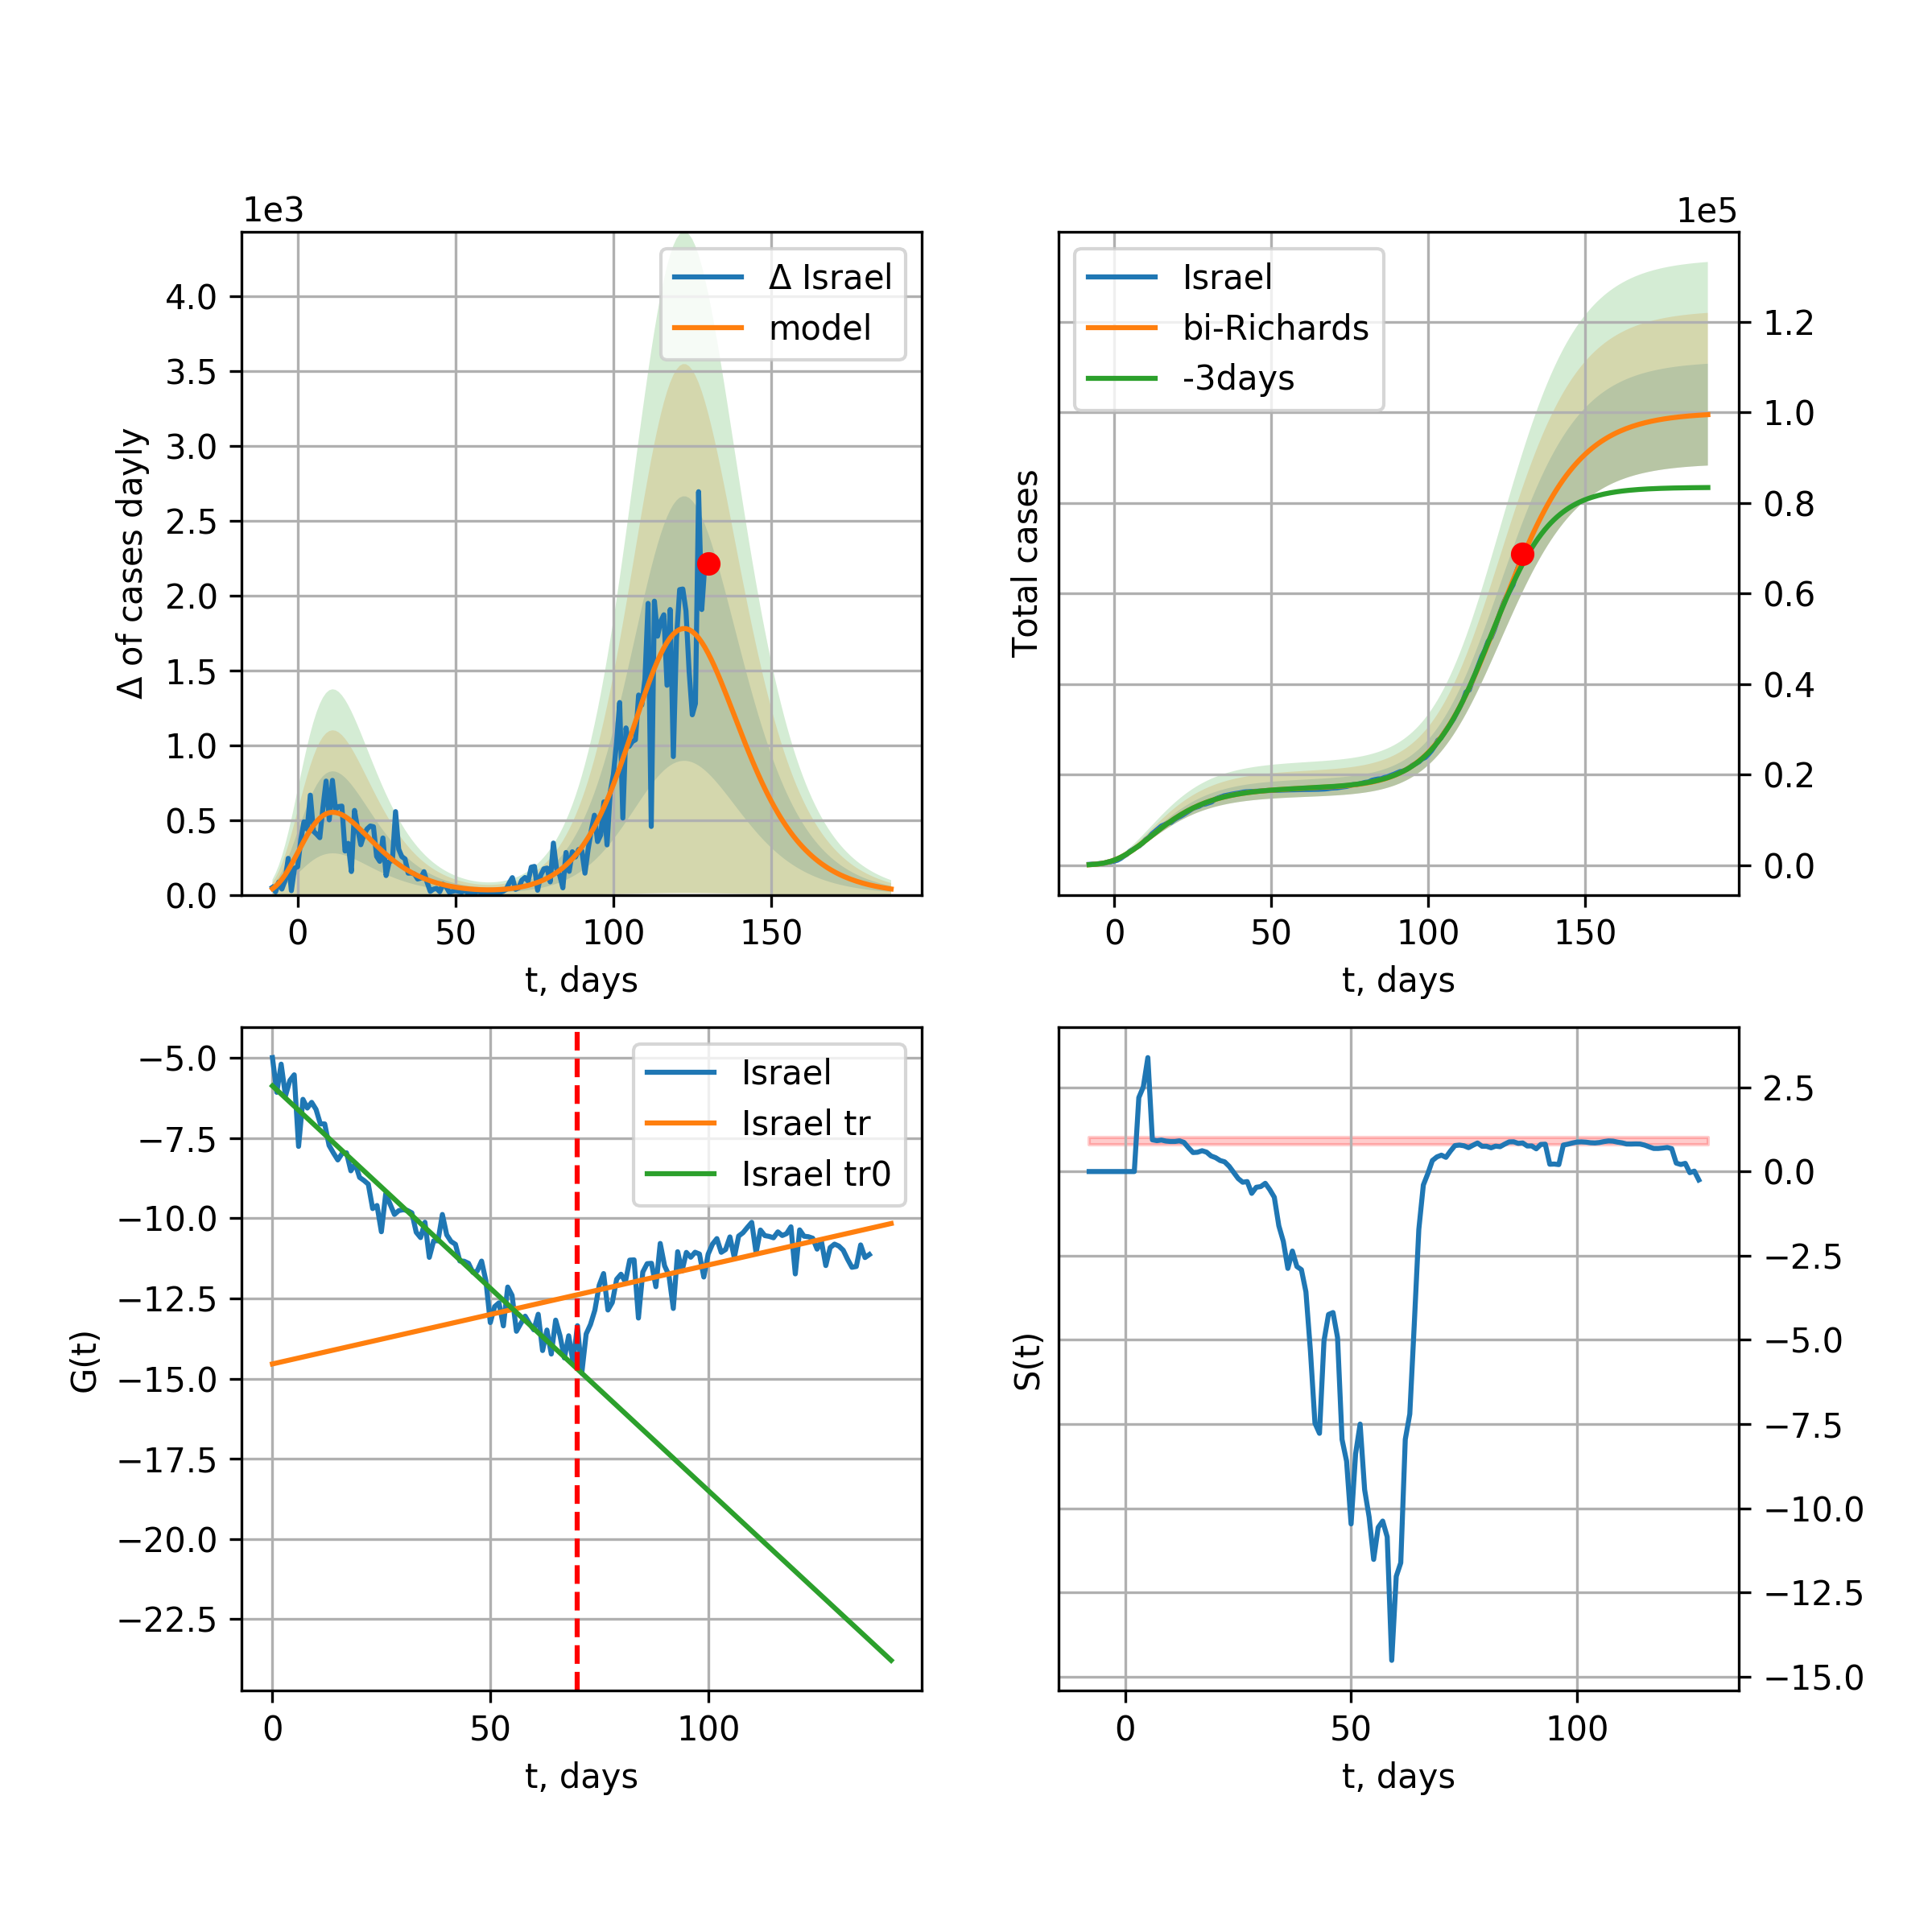 1e3
Δ of cases dayly
4.0
3.5
3.0
2.5
2.0
1.5
1.0
0.5
0.0
Δ Israel
model
0 50 100 150
t, days
1e5
Total cases
Israel
bi-Richards
-3days
1.2
1.0
0.8
0.6
0.4
0.2
0.0
0 50 100 150
t, days
G(t)
−5.0
−7.5
−10.0
−12.5
−15.0
−17.5
−20.0
−22.5
Israel
Israel tr
Israel tr0
0 50 100
t, days
S(t)
2.5
0.0
−2.5
−5.0
−7.5
−10.0
−12.5
−15.0
0 50 100
t, days